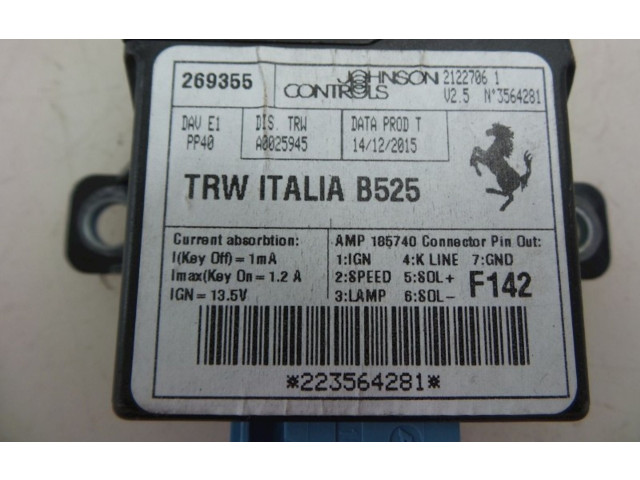 269355
JOHNSON CONTROLS
2122706 1
V2.5 N°3564281
DAV E1
PP40
DIS. TRW
A0025945
DATA PROD T
14/12/2015
TRW ITALIA B525
Current absorbtion:
I(Key Off) = 1mA
Imax(Key On = 1.2 A
IGN = 13.5V
AMP 185740 Connector Pin Out:
1:IGN 4:K LINE 7:GND
2:SPEED 5:SOL+
3:LAMP 6:SOL-
F142
*223564281*